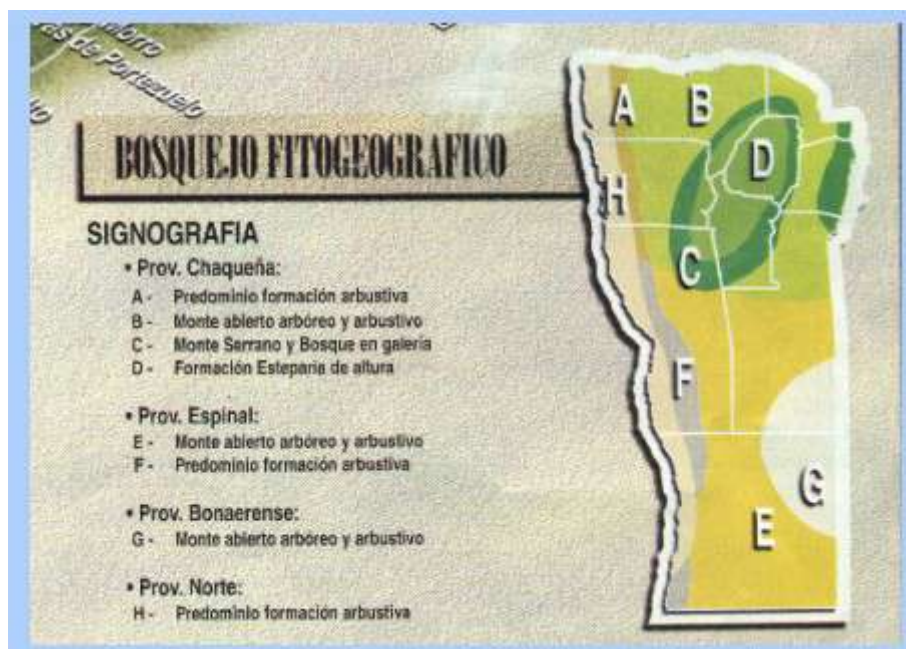 de Portezuelo
BOSQUEJO FITOGEOGRAFICO
SIGNOGRAFIA
• Prov. Chaqueña:
A - Predominio formación arbustiva
B - Monte abierto arbóreo y arbustivo
C - Monte Serrano y Bosque en galería
D - Formación Esteparia de altura
• Prov. Espinal:
E - Monte abierto arbóreo y arbustivo
F - Predominio formación arbustiva
• Prov. Bonaerense:
G - Monte abierto arbóreo y arbustivo
• Prov. Norte:
H - Predominio formación arbustiva
A
B
D
H
C
F
G
E